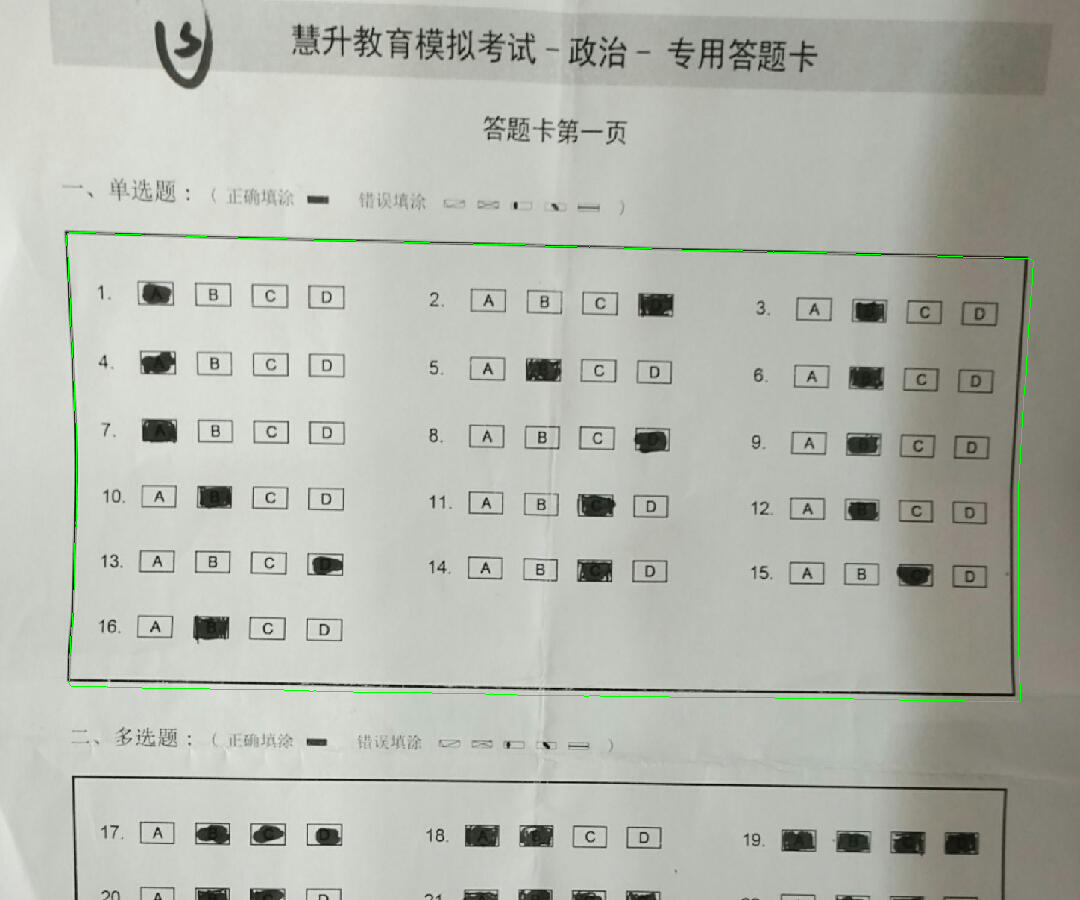 慧升教育模拟考试-政治- 专用答题卡
答题卡第一页
一、单选题：（ 正确填涂 错误填涂 ）
1. A B C D 2. A B C D 3. A B C D
4. A B C D 5. A B C D 6. A B C D
7. A B C D 8. A B C D 9. A B C D
10. A B C D 11. A B C D 12. A B C D
13. A B C D 14. A B C D 15. A B C D
16. A B C D
二、多选题：（ 正确填涂 错误填涂 ）
17. A B C D 18. A B C D 19. A B C D
20 A B C D 21